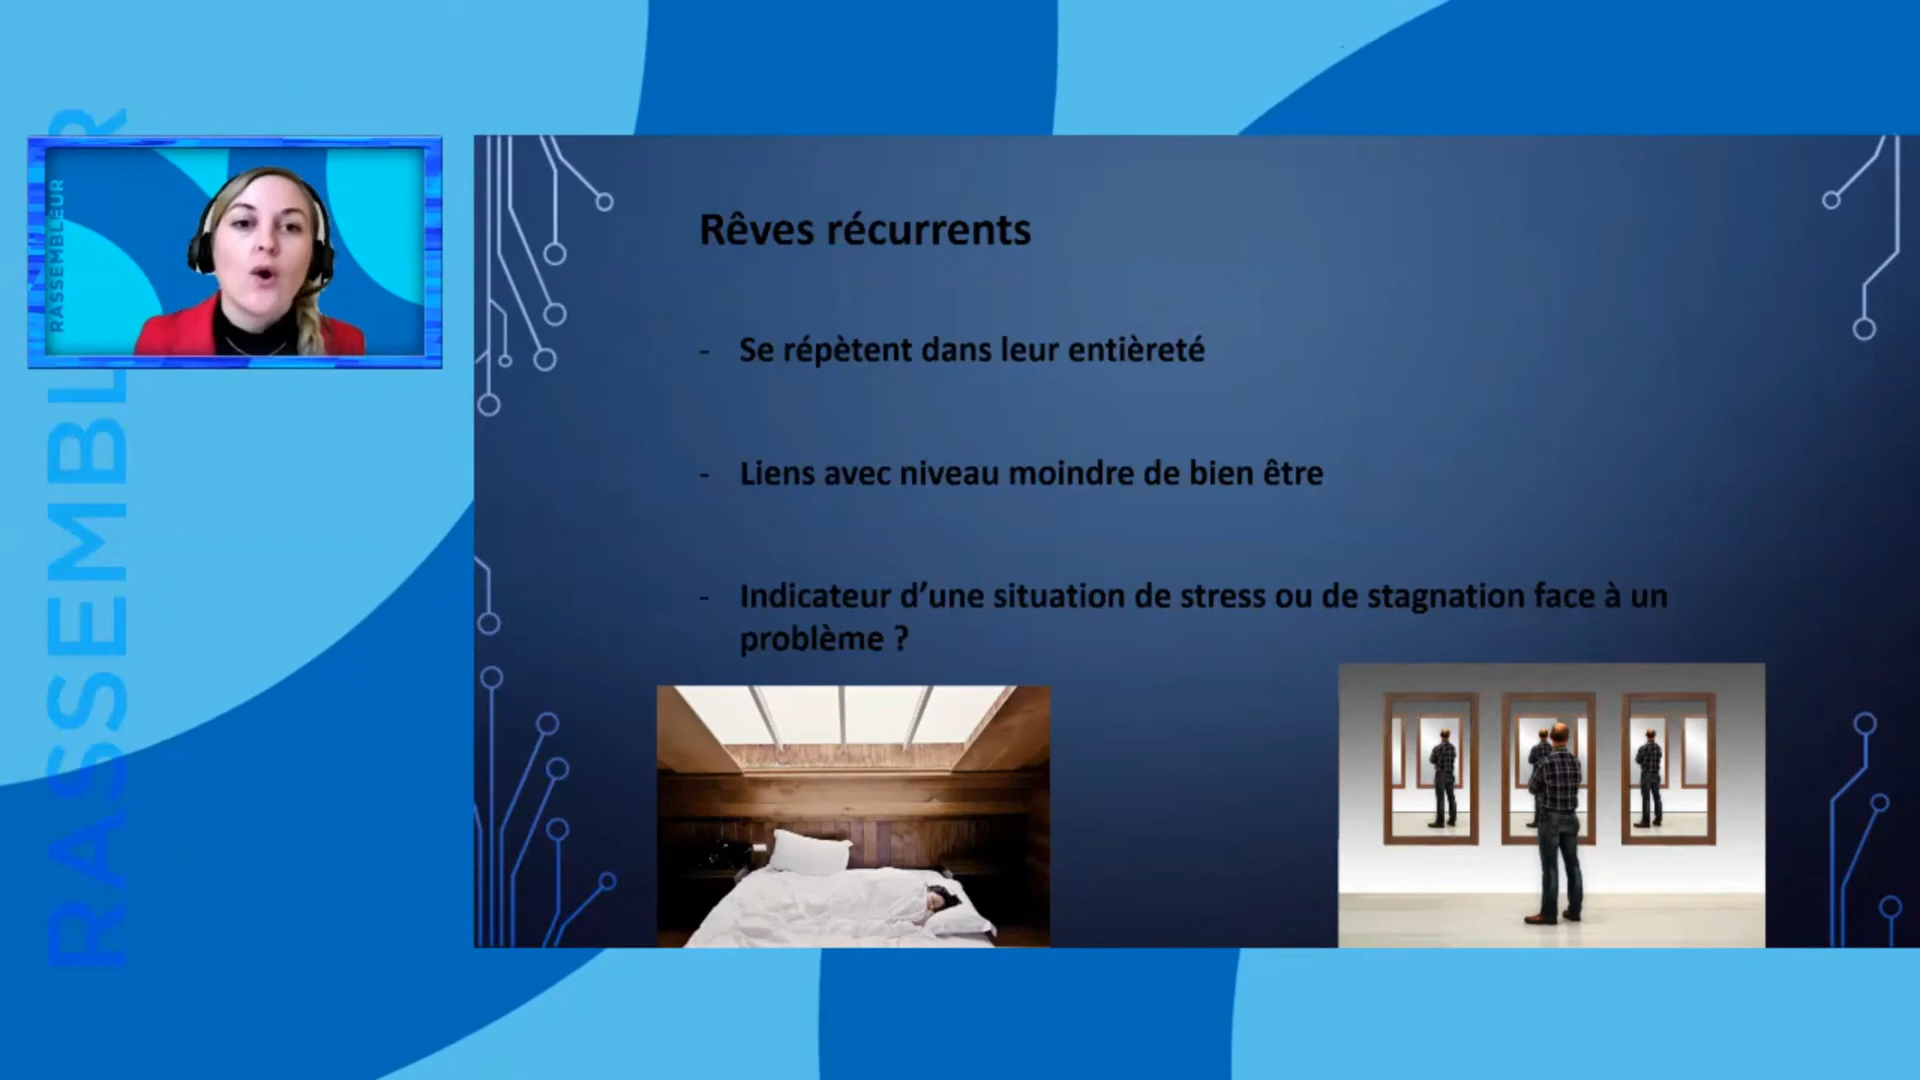 RASSEMBLEUR
Rêves récurrents
- Se répètent dans leur entièreté
- Liens avec niveau moindre de bien être
- Indicateur d’une situation de stress ou de stagnation face à un
problème ?
RASSEMBL R